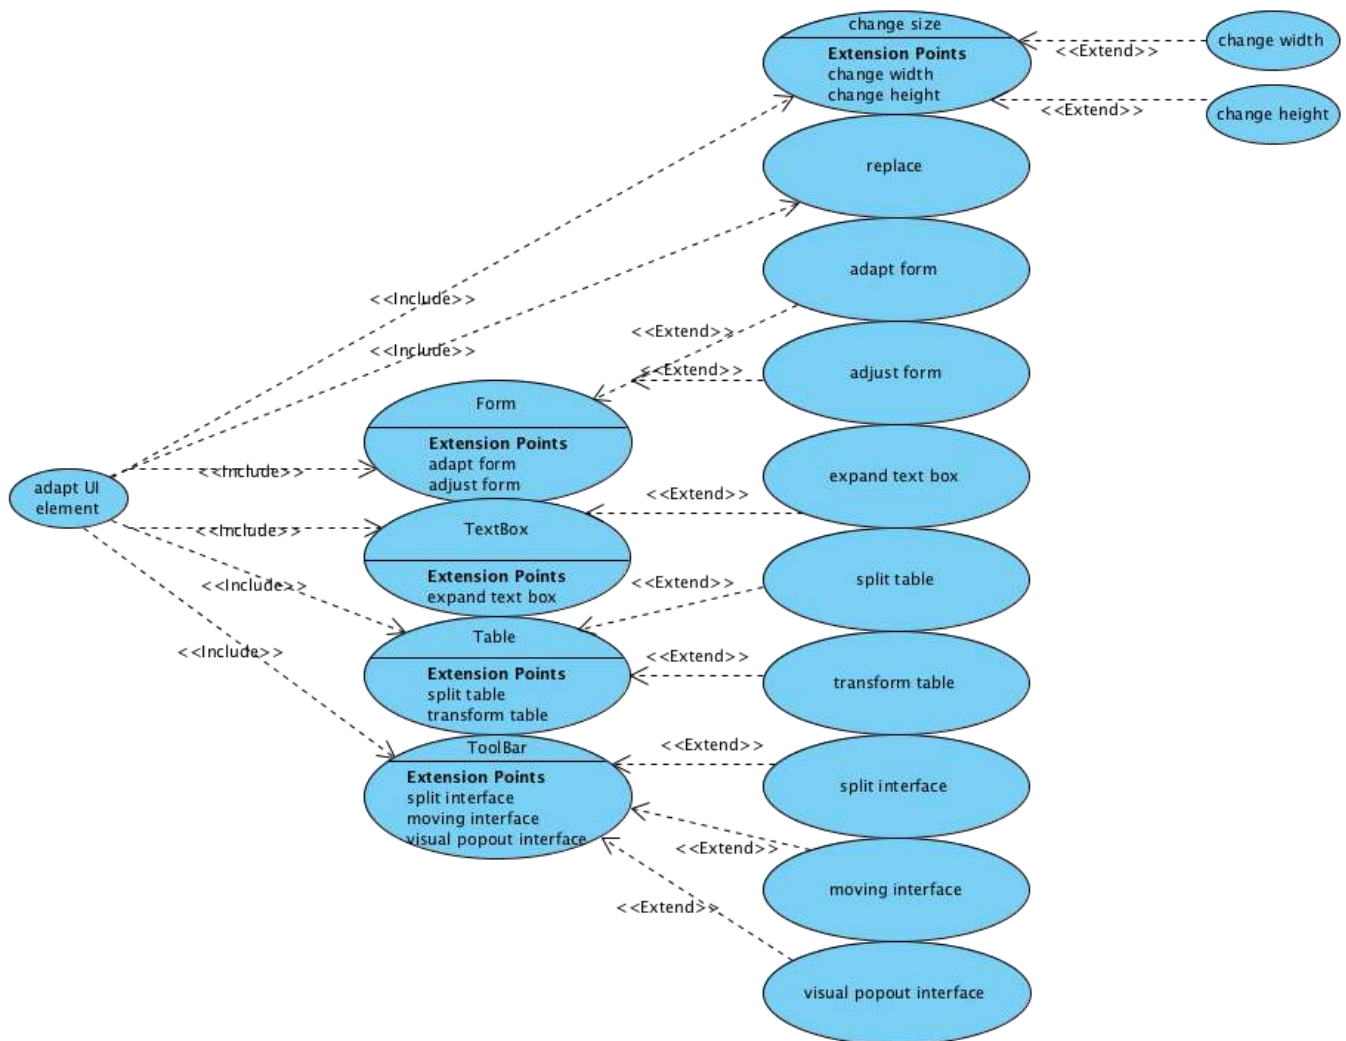 change size
Extension Points
change width
change height
<<Extend>>
change width
<<Extend>>
change height
replace
adapt form
<<Include>>
<<Include>>
<<Extend>>
<<Extend>>
adjust form
Form
Extension Points
adapt form
adjust form
<<Include>>
adapt UI
element
<<Extend>>
expand text box
<<Include>>
TextBox
Extension Points
expand text box
<<Include>>
<<Extend>>
split table
Table
Extension Points
split table
transform table
<<Include>>
<<Extend>>
transform table
ToolBar
Extension Points
split interface
moving interface
visual popout interface
<<Extend>>
split interface
<<Extend>>
moving interface
<<Extend>>
visual popout interface